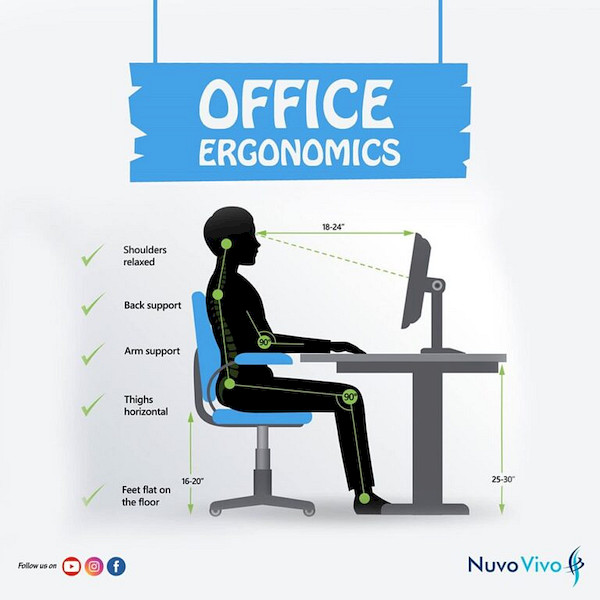 OFFICE
ERGONOMICS
18-24"
Shoulders
relaxed
Back support
90°
Arm support
Thighs
horizontal
90°
16-20"
25-30"
Feet flat on
the floor
Follow us on
Nuvo Vivo